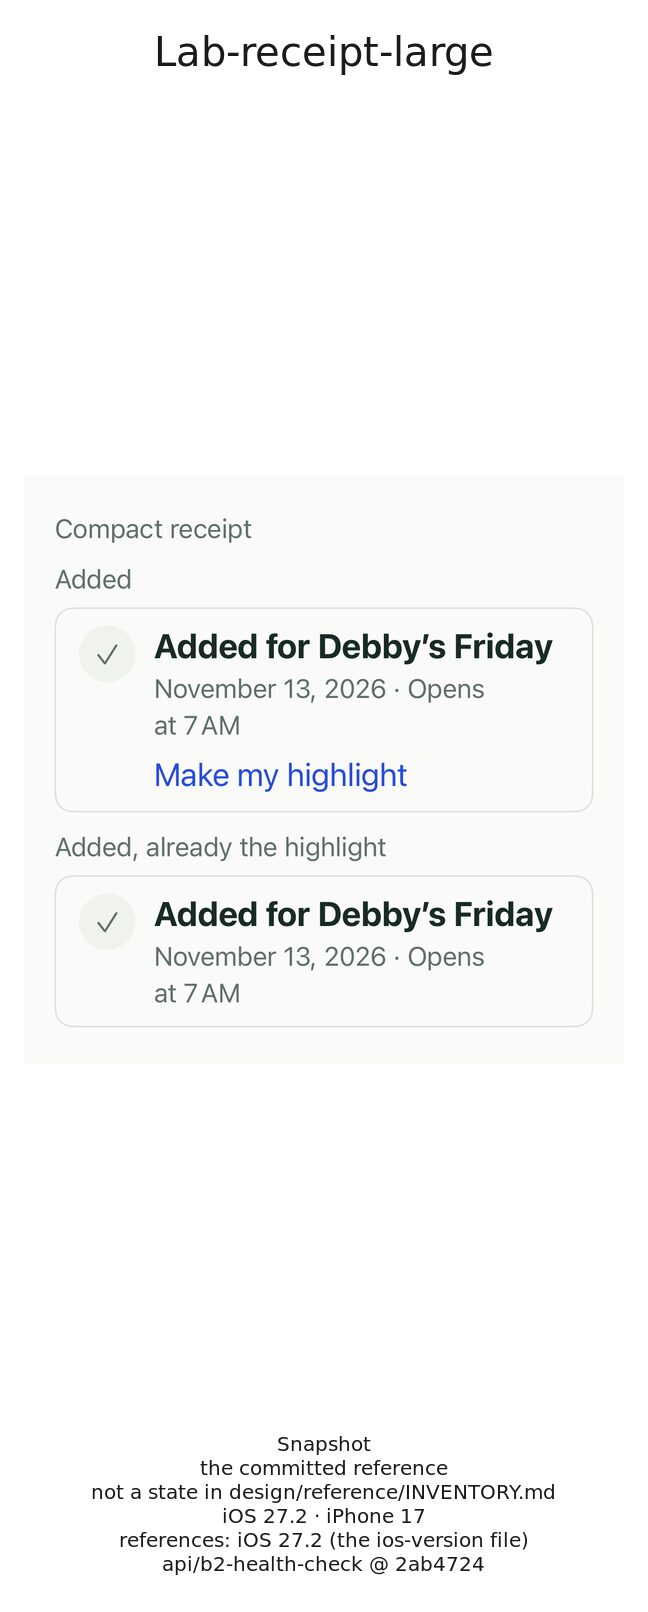 Lab-receipt-large
Compact receipt
Added
Added for Debby’s Friday
November 13, 2026 · Opens
at 7 AM
Make my highlight
Added, already the highlight
Added for Debby’s Friday
November 13, 2026 · Opens
at 7 AM
Snapshot
the committed reference
not a state in design/reference/INVENTORY.md
iOS 27.2 · iPhone 17
references: iOS 27.2 (the ios-version file)
api/b2-health-check @ 2ab4724